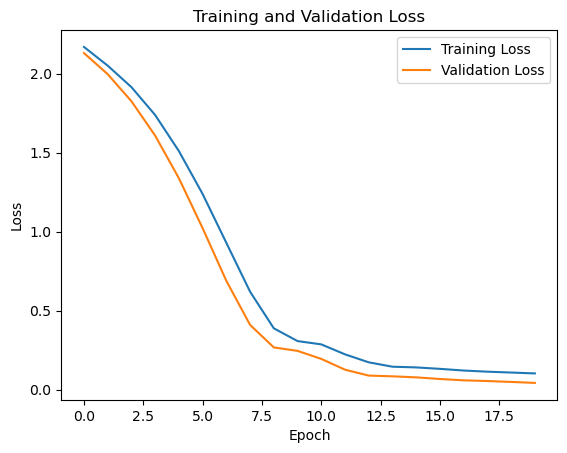 Training and Validation Loss
Training Loss
Validation Loss
2.0
1.5
1.0
0.5
0.0
Loss
0.0 2.5 5.0 7.5 10.0 12.5 15.0 17.5
Epoch